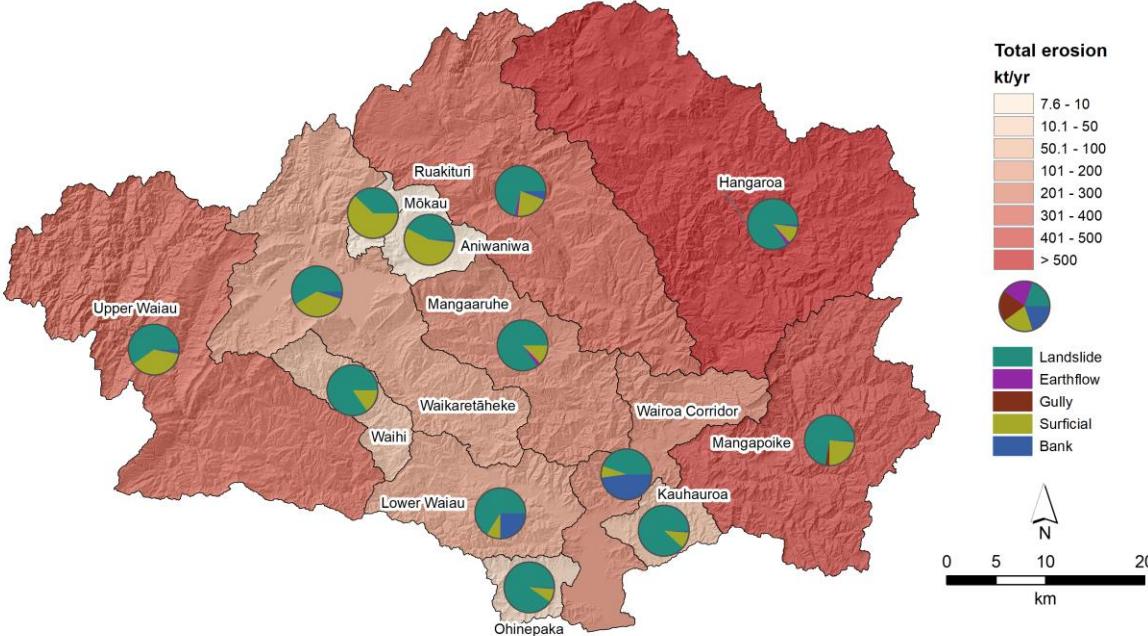 Ruakituri
Hangaroa
Mōkau
Aniwaniwa
Upper Waiau
Mangaaruhe
Waikaretāheke
Wairoa Corridor
Waihi
Mangapoike
Lower Waiau
Kauhauroa
Ohinepaka
Total erosion
kt/yr
7.6 - 10
10.1 - 50
50.1 - 100
101 - 200
201 - 300
301 - 400
401 - 500
> 500
Landslide
Earthflow
Gully
Surficial
Bank
N
0 5 10 20
km